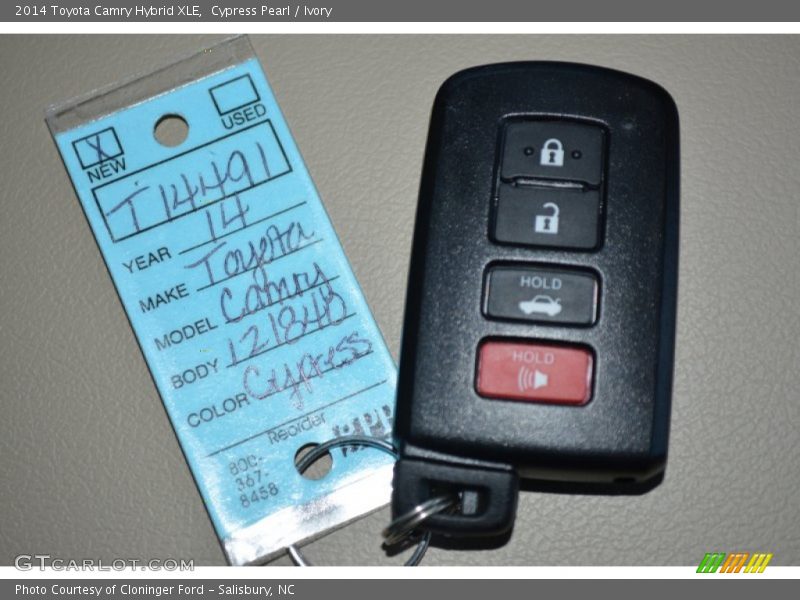 2014 Toyota Camry Hybrid XLE,  Cypress Pearl / Ivory
X
NEW
USED
T14491
YEAR 14
MAKE Toyota
MODEL Camry
BODY 121848
COLOR Cypress
Reorder
800-
367-
8458
HOLD
HOLD
GTCARLOT.COM
Photo Courtesy of Cloninger Ford – Salisbury, NC